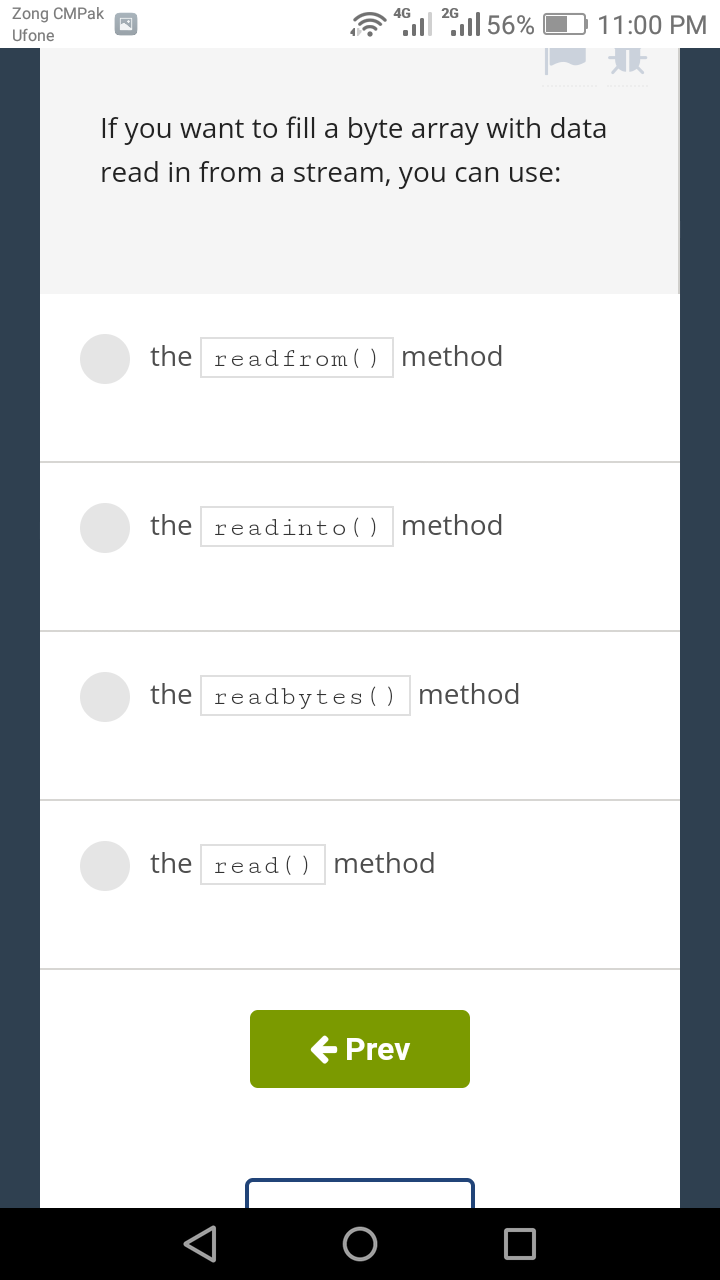 Zong CMPak
Ufone
4G 2G 56% 11:00 PM
If you want to fill a byte array with data
read in from a stream, you can use:
the readfrom() method
the readinto() method
the readbytes() method
the read() method
Prev